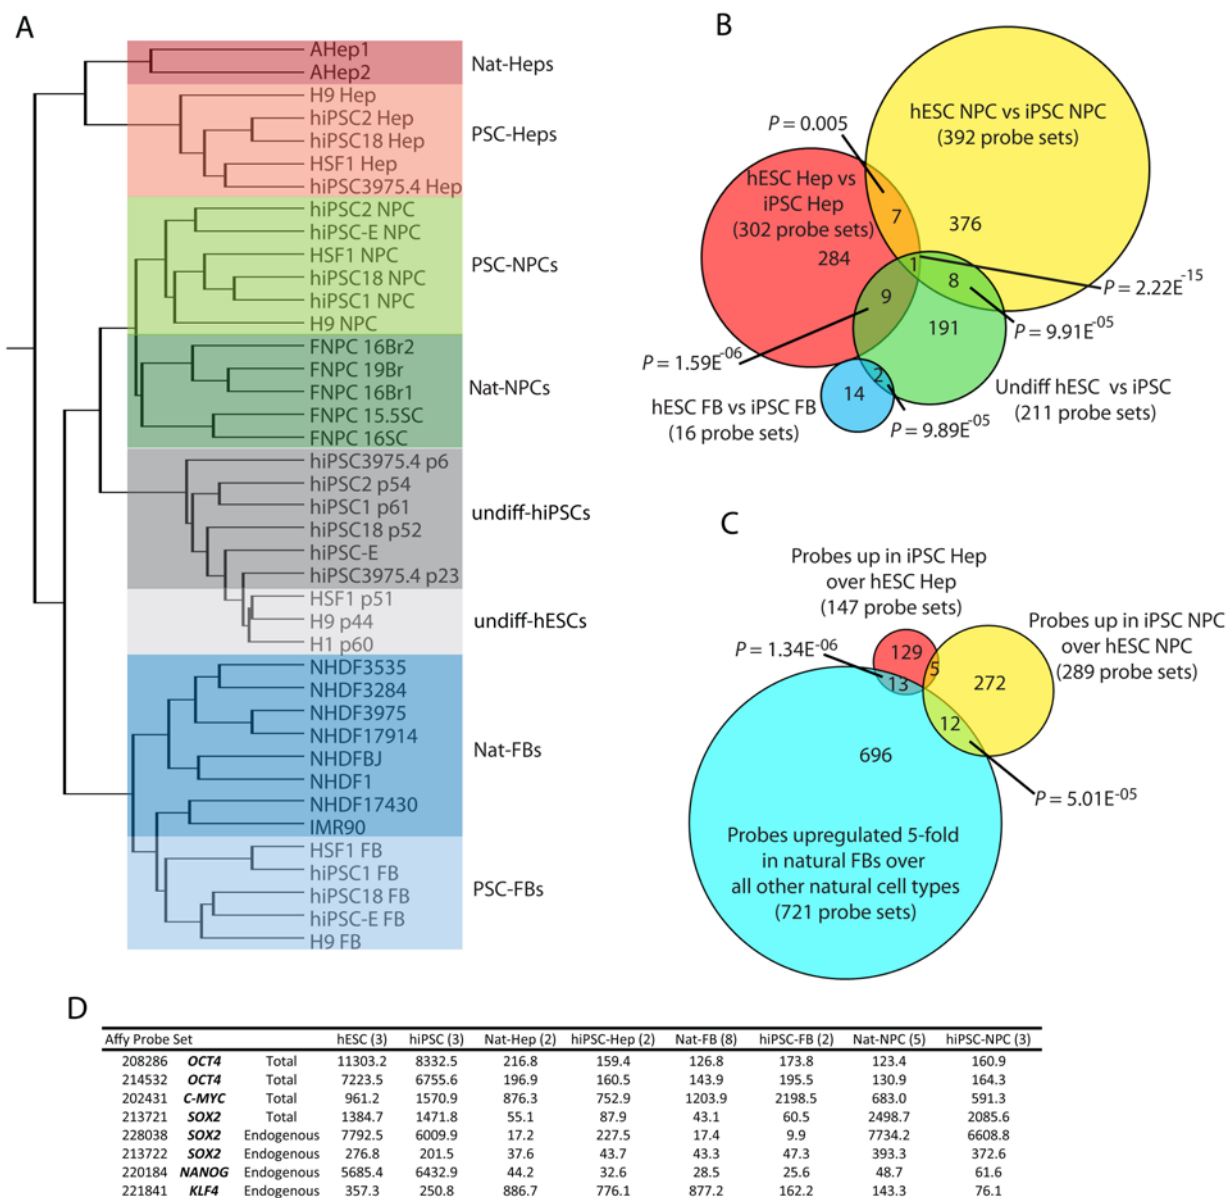 A
AHep1
AHep2
Nat-Heps
H9 Hep
hiPSC2 Hep
hiPSC18 Hep
HSF1 Hep
hiPSC3975.4 Hep
PSC-Heps
hiPSC2 NPC
hiPSC-E NPC
HSF1 NPC
hiPSC18 NPC
hiPSC1 NPC
H9 NPC
PSC-NPCs
FNPC 16Br2
FNPC 19Br
FNPC 16Br1
FNPC 15.5SC
FNPC 16SC
Nat-NPCs
hiPSC3975.4 p6
hiPSC2 p54
hiPSC1 p61
hiPSC18 p52
hiPSC-E
hiPSC3975.4 p23
undiff-hiPSCs
HSF1 p51
H9 p44
H1 p60
undiff-hESCs
NHDF3535
NHDF3284
NHDF3975
NHDF17914
NHDFBJ
NHDF1
NHDF17430
IMR90
Nat-FBs
HSF1 FB
hiPSC1 FB
hiPSC18 FB
hiPSC-E FB
H9 FB
PSC-FBs
B
hESC NPC vs iPSC NPC
(392 probe sets)
P = 0.005
hESC Hep vs
iPSC Hep
(302 probe sets)
7
376
284
1
8
9
191
P = 2.22E-15
P = 9.91E-05
P = 1.59E-06
2
14
hESC FB vs iPSC FB
(16 probe sets)
P = 9.89E-05
Undiff hESC vs iPSC
(211 probe sets)
C
Probes up in iPSC Hep
over hESC Hep
(147 probe sets)
Probes up in iPSC NPC
over hESC NPC
(289 probe sets)
P = 1.34E-06
129
5
13
272
12
696
P = 5.01E-05
Probes upregulated 5-fold
in natural FBs over
all other natural cell types
(721 probe sets)
D
Affy Probe Set hESC (3) hiPSC (3) Nat-Hep (2) hiPSC-Hep (2) Nat-FB (8) hiPSC-FB (2) Nat-NPC (5) hiPSC-NPC (3)
208286 OCT4 Total 11303.2 8332.5 216.8 159.4 126.8 173.8 123.4 160.9
214532 OCT4 Total 7223.5 6755.6 196.9 160.5 143.9 195.5 130.9 164.3
202431 C-MYC Total 961.2 1570.9 876.3 752.9 1203.9 2198.5 683.0 591.3
213721 SOX2 Total 1384.7 1471.8 55.1 87.9 43.1 60.5 2498.7 2085.6
228038 SOX2 Endogenous 7792.5 6009.9 17.2 227.5 17.4 9.9 7734.2 6608.8
213722 SOX2 Endogenous 276.8 201.5 37.6 43.7 43.3 47.3 393.3 372.6
220184 NANOG Endogenous 5685.4 6432.9 44.2 32.6 28.5 25.6 48.7 61.6
221841 KLF4 Endogenous 357.3 250.8 886.7 776.1 877.2 162.2 143.3 76.1